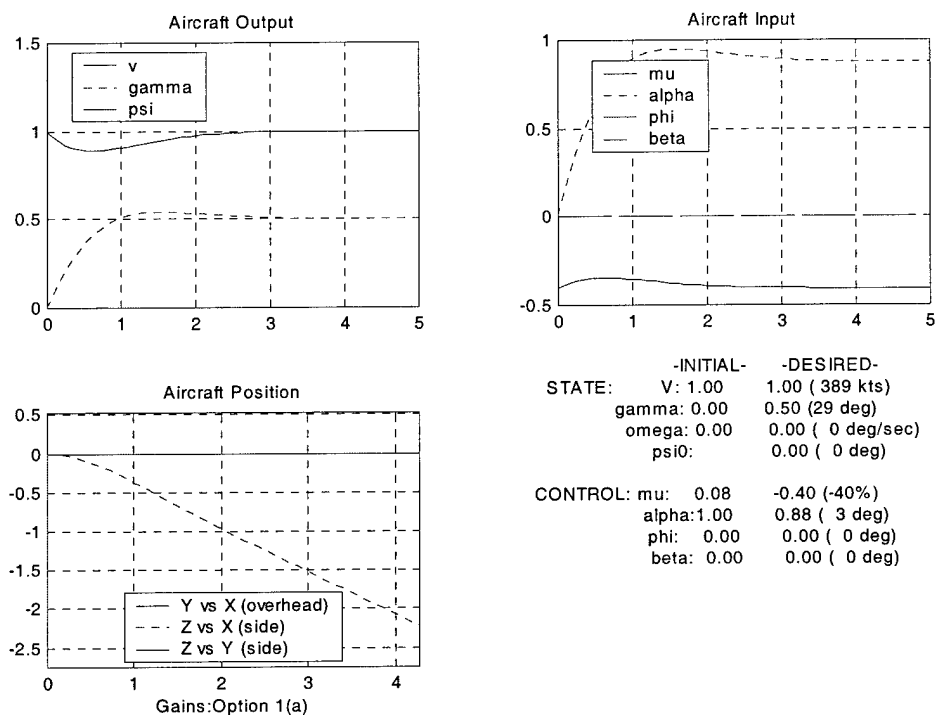 Aircraft Output
1.5
1
0.5
0
v
gamma
psi
0 1 2 3 4 5
Aircraft Input
1
0.5
0
-0.5
mu
alpha
phi
beta
0 1 2 3 4 5
Aircraft Position
0.5
0
-0.5
-1
-1.5
-2
-2.5
Y vs X (overhead)
Z vs X (side)
Z vs Y (side)
0 1 2 3 4
Gains:Option 1(a)
-INITIAL- -DESIRED-
STATE: V: 1.00 1.00 ( 389 kts)
gamma: 0.00 0.50 (29 deg)
omega: 0.00 0.00 ( 0 deg/sec)
psi0: 0.00 ( 0 deg)
CONTROL: mu: 0.08 -0.40 (-40%)
alpha:1.00 0.88 ( 3 deg)
phi: 0.00 0.00 ( 0 deg)
beta: 0.00 0.00 ( 0 deg)